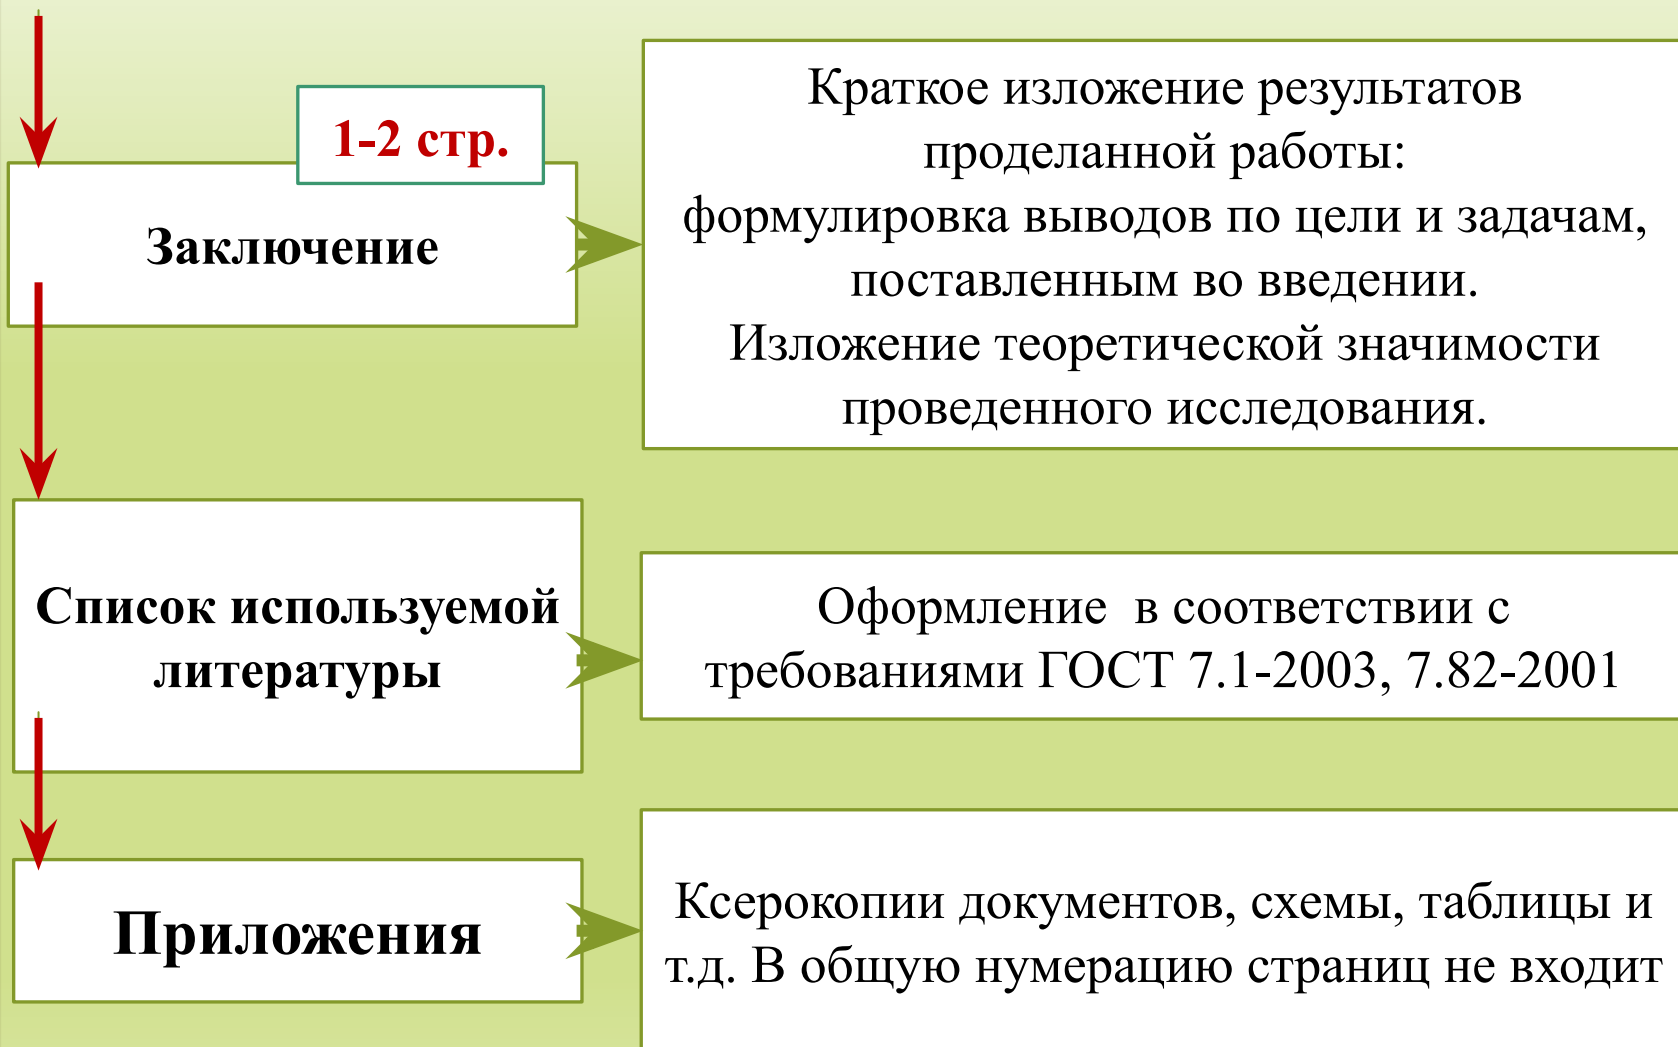 1-2 стр.
Заключение
Краткое изложение результатов
проделанной работы:
формулировка выводов по цели и задачам,
поставленным во введении.
Изложение теоретической значимости
проведенного исследования.
Список используемой
литературы
Оформление  в соответствии с
требованиями ГОСТ 7.1-2003, 7.82-2001
Приложения
Ксерокопии документов, схемы, таблицы и
т.д. В общую нумерацию страниц не входит